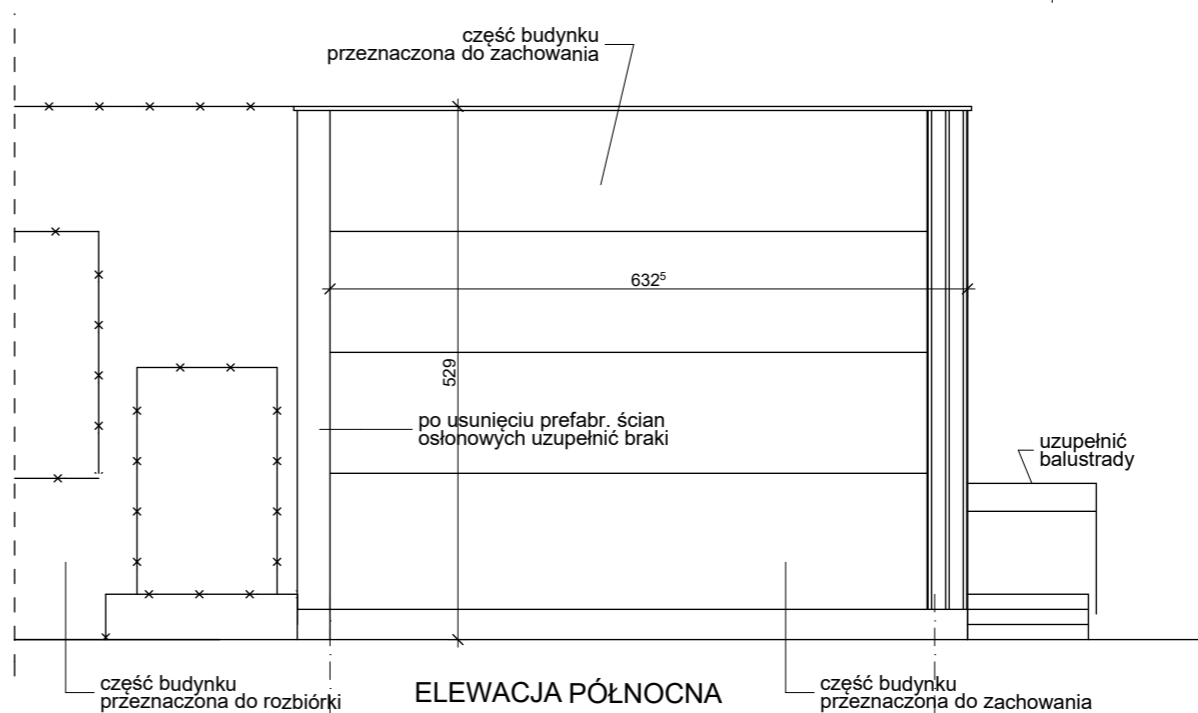 część budynku
przeznaczona do zachowania
632⁵
529
po usunięciu prefabr. ścian
osłonowych uzupełnić braki
uzupełnić
balustrady
część budynku
przeznaczona do rozbiórki
ELEWACJA PÓŁNOCNA
część budynku
przeznaczona do zachowania